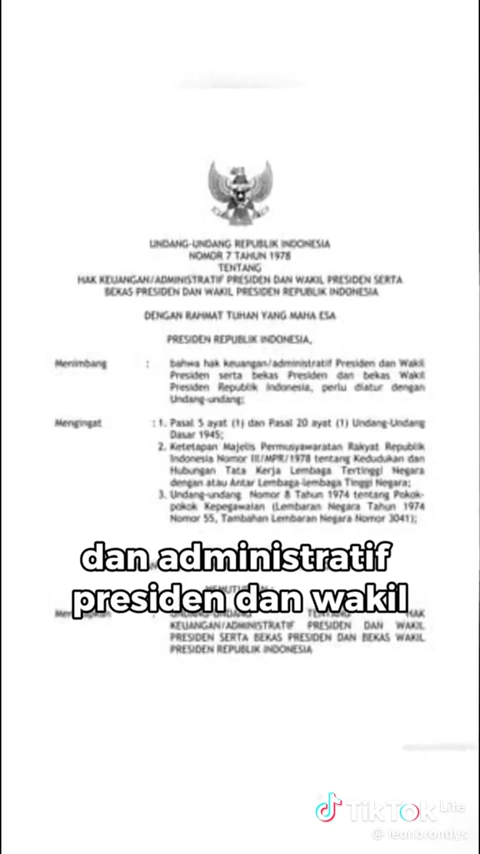 UNDANG-UNDANG REPUBLIK INDONESIA
NOMOR 7 TAHUN 1978
TENTANG
HAK KEUANGAN/ADMINISTRATIF PRESIDEN DAN WAKIL PRESIDEN SERTA
BEKAS PRESIDEN DAN WAKIL PRESIDEN REPUBLIK INDONESIA
DENGAN RAHMAT TUHAN YANG MAHA ESA
PRESIDEN REPUBLIK INDONESIA,
Menimbang : bahwa hak keuangan/administratif Presiden dan Wakil
Presiden serta bekas Presiden dan bekas Wakil
Presiden Republik Indonesia, perlu diatur dengan
Undang-undang;
Mengingat : 1. Pasal 5 ayat (1) dan Pasal 20 ayat (1) Undang-Undang
Dasar 1945;
2. Ketetapan Majelis Permusyawaratan Rakyat Republik
Indonesia Nomor III/MPR/1978 tentang Kedudukan dan
Hubungan Tata Kerja Lembaga Tertinggi Negara
dengan atau Antar Lembaga-lembaga Tinggi Negara;
3. Undang-undang Nomor 8 Tahun 1974 tentang Pokok-
pokok Kepegawaian (Lembaran Negara Tahun 1974
Nomor 55, Tambahan Lembaran Negara Nomor 3041);
dan administratif
presiden dan wakil
HAK
KEUANGAN/ADMINISTRATIF PRESIDEN DAN WAKIL
PRESIDEN SERTA BEKAS PRESIDEN DAN BEKAS WAKIL
PRESIDEN REPUBLIK INDONESIA
TikTok Lite